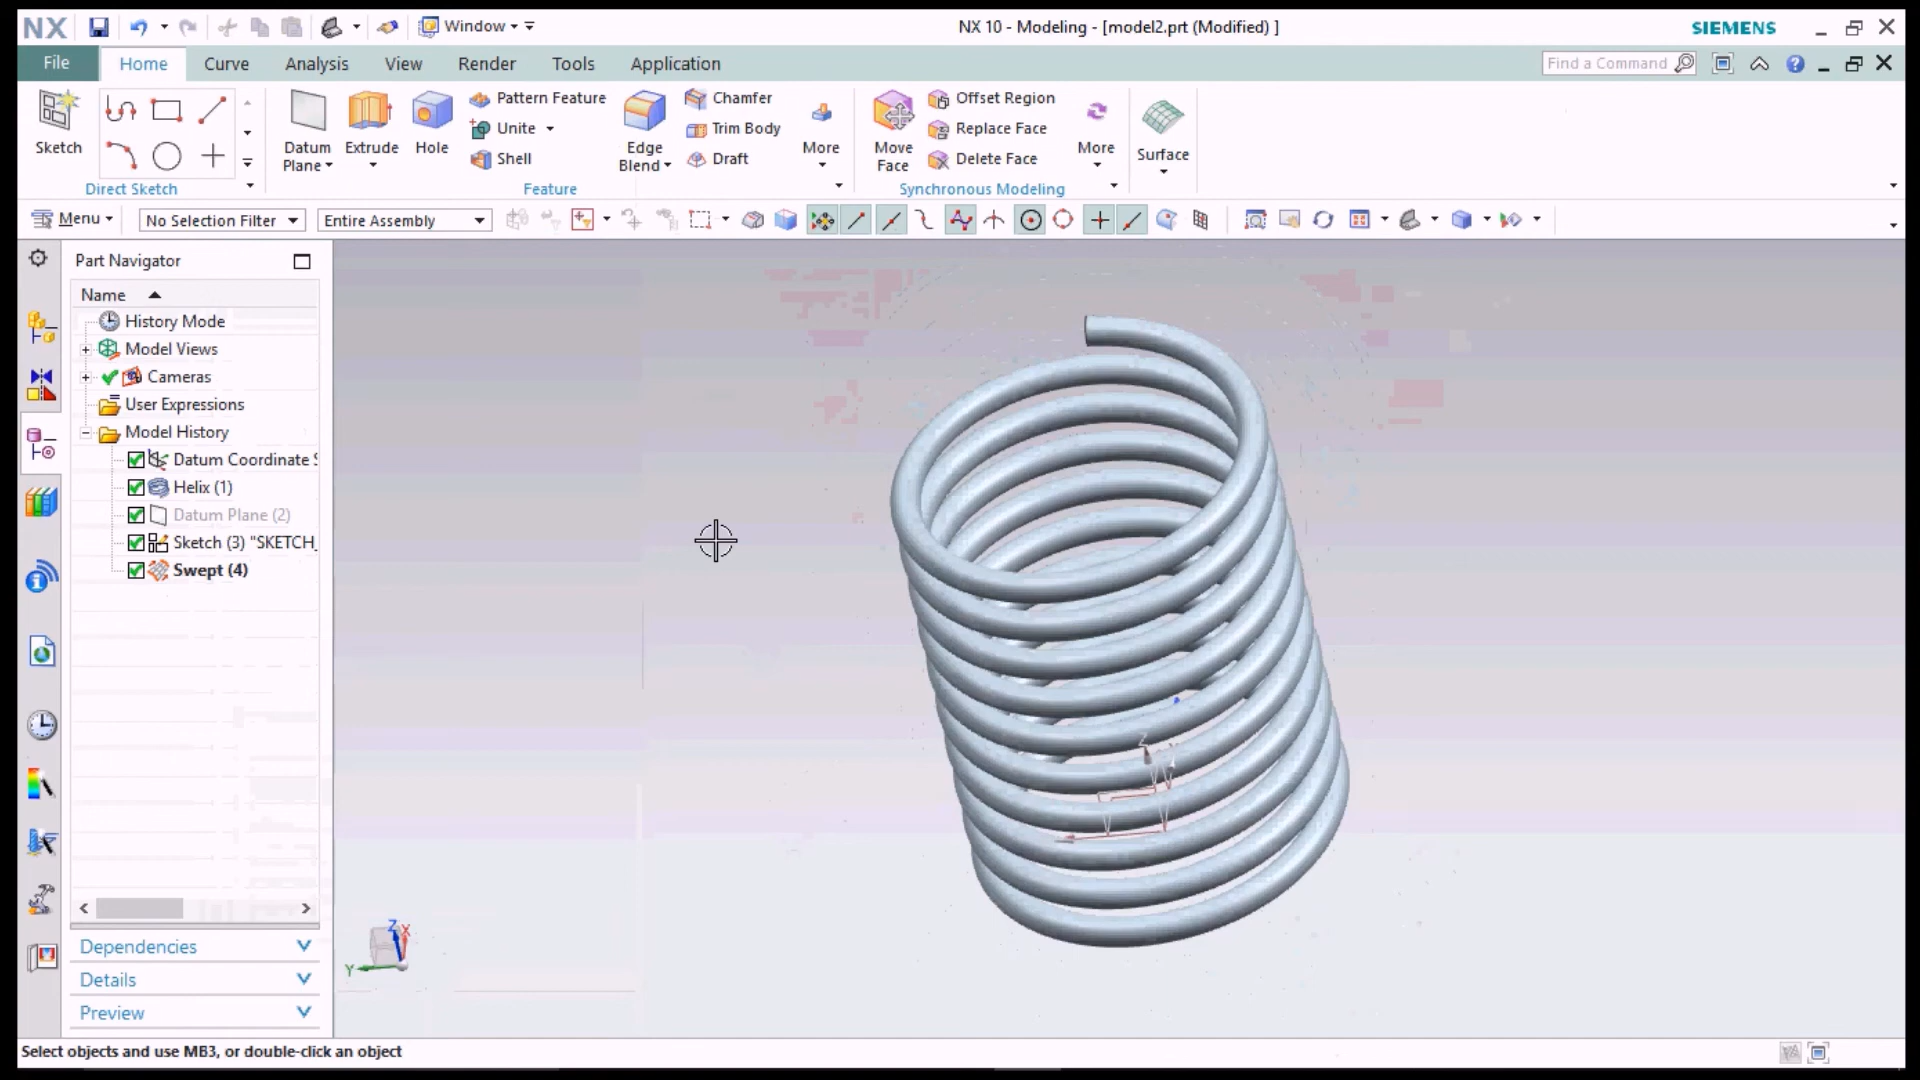 NX
Window
NX 10 - Modeling - [model2.prt (Modified) ]
SIEMENS
File
Home
Curve
Analysis
View
Render
Tools
Application
Find a Command
Sketch
Direct Sketch
Datum Plane
Extrude
Hole
Pattern Feature
Unite
Shell
Edge Blend
Chamfer
Trim Body
Draft
More
Feature
Move Face
Offset Region
Replace Face
Delete Face
More
Synchronous Modeling
Surface
Menu
No Selection Filter
Entire Assembly
Part Navigator
Name
History Mode
Model Views
Cameras
User Expressions
Model History
Datum Coordinate S
Helix (1)
Datum Plane (2)
Sketch (3) "SKETCH_
Swept (4)
Dependencies
Details
Preview
Z
Z
X
Y
Select objects and use MB3, or double-click an object